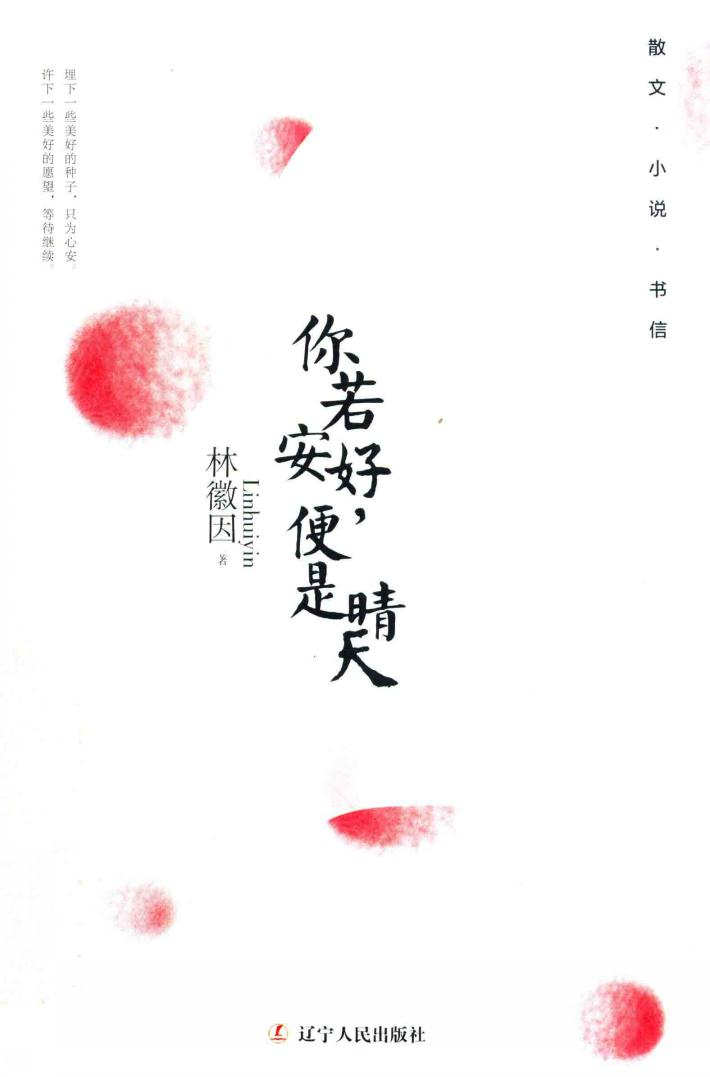 散文·小说·书信
埋下一些美好的种子，只为心安。
许下一些美好的愿望，等待继续。
你若安好，便是晴天
林徽因 著
Linhuiyin
辽宁人民出版社